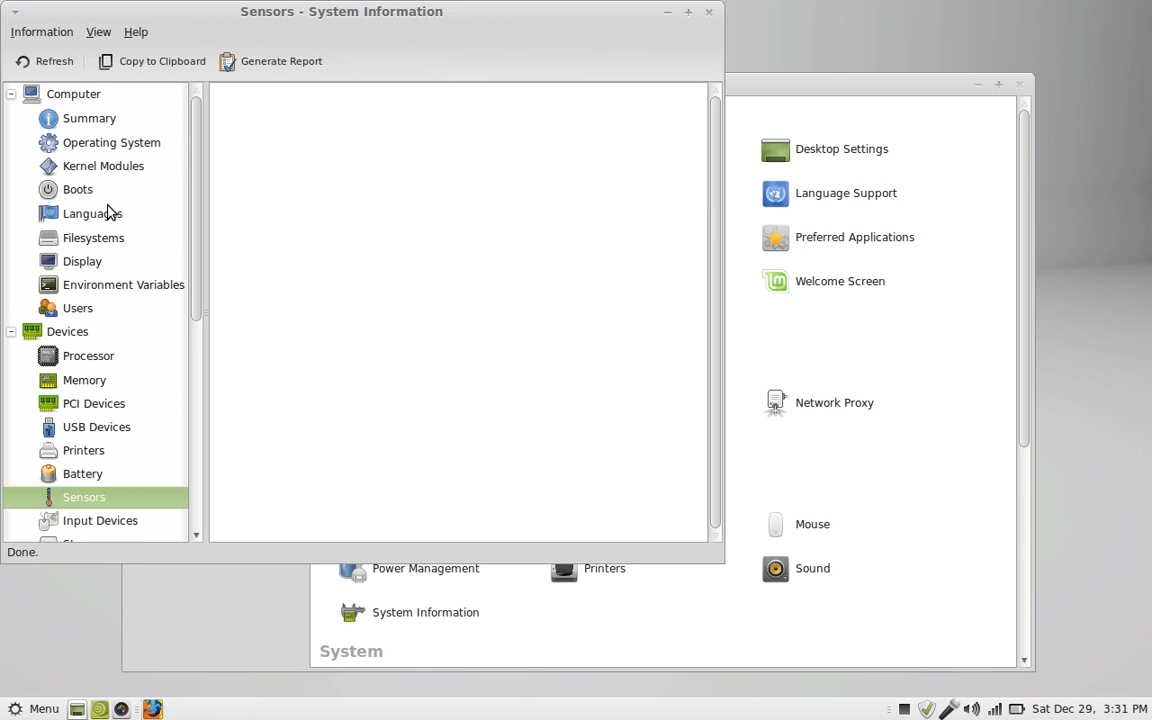 Sensors - System Information
Information View Help
Refresh Copy to Clipboard Generate Report
Computer
Summary
Operating System
Kernel Modules
Boots
Languages
Filesystems
Display
Environment Variables
Users
Devices
Processor
Memory
PCI Devices
USB Devices
Printers
Battery
Sensors
Input Devices
Done.
Desktop Settings
Language Support
Preferred Applications
Welcome Screen
Network Proxy
Mouse
Power Management Printers Sound
System Information
System
Menu Sat Dec 29, 3:31 PM